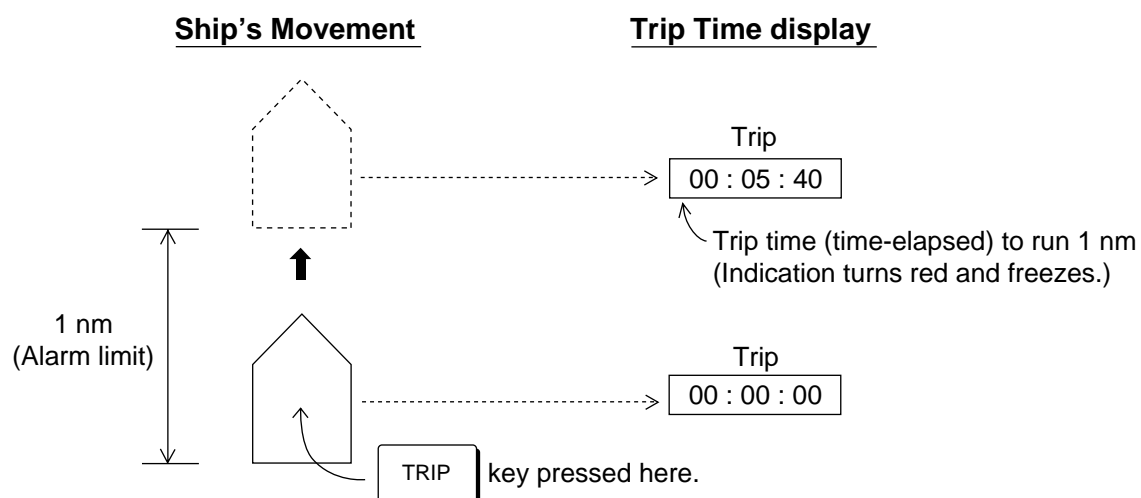 Ship's Movement
Trip Time display
Trip
00 : 05 : 40
Trip time (time-elapsed) to run 1 nm
(Indication turns red and freezes.)
1 nm
(Alarm limit)
Trip
00 : 00 : 00
TRIP key pressed here.